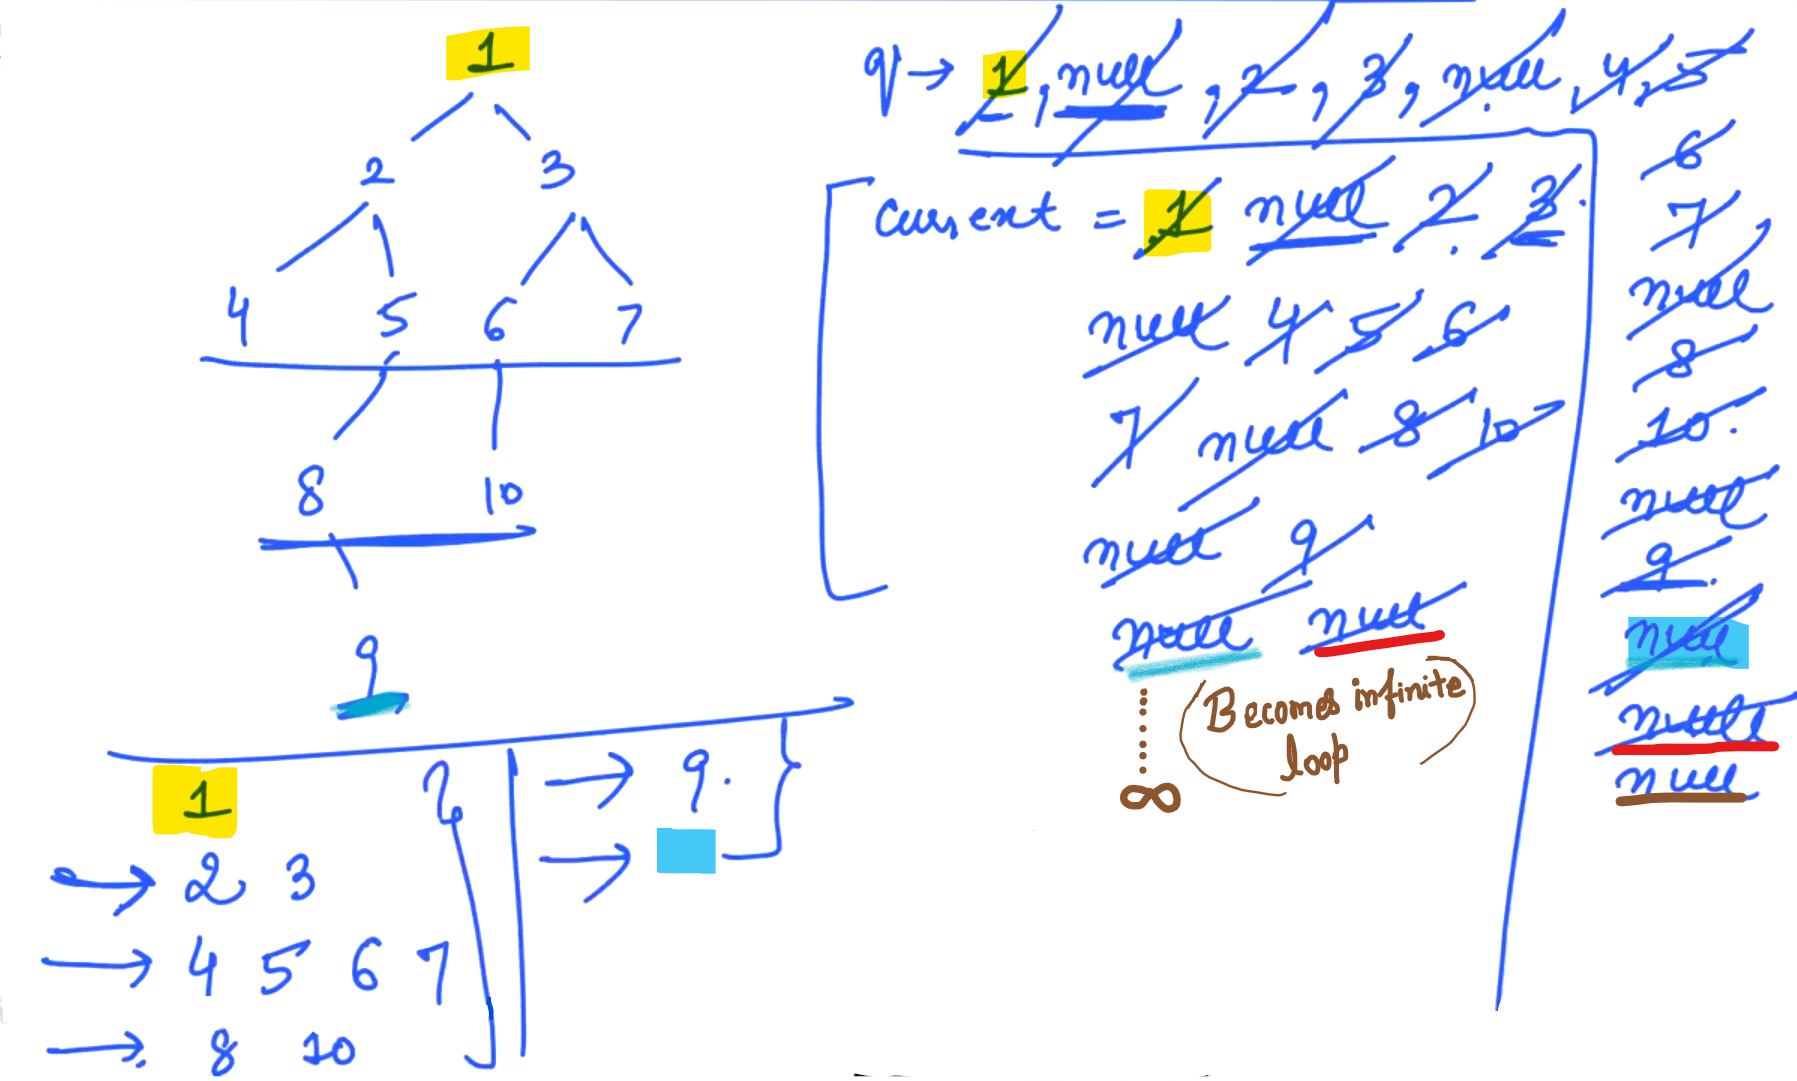 1
2 3
4 5 6 7
8 10
9
q → 1, null, 2, 3, null, 4, 5
6
7
null
8
10.
null
9.
null
null
null
Current = 1 null 2. 3.
null 4 5 6
7 null 8 10
null 9
null null
(Becomes infinite
loop)
∞
1
→ 2 3
→ 4 5 6 7
→ 8 10
→ 9.
→